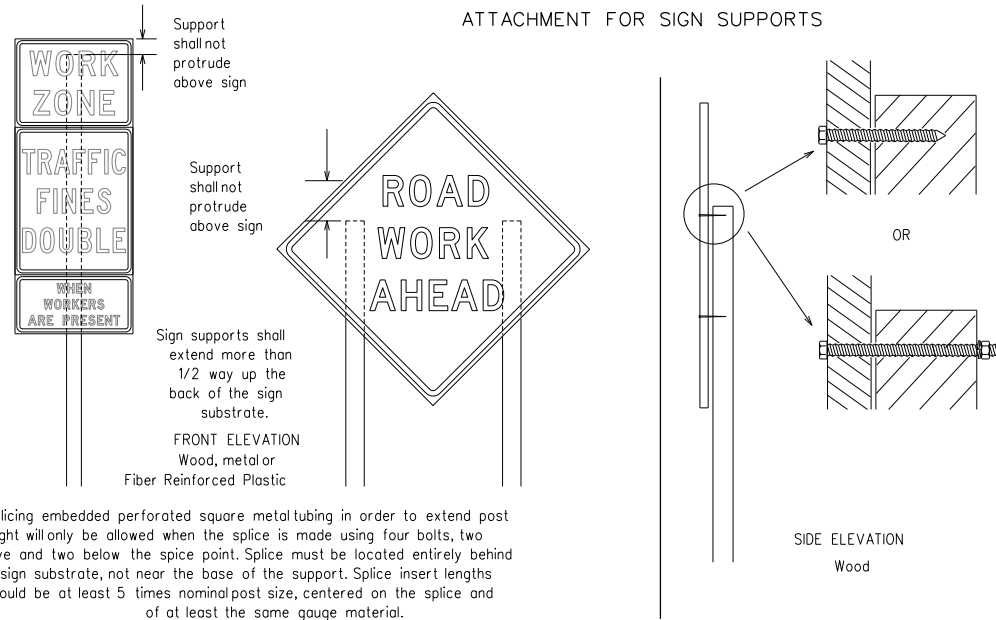 ATTACHMENT FOR SIGN SUPPORTS
Support
shall not
protrude
above sign
WORK
ZONE
TRAFFIC
FINES
DOUBLE
WHEN
WORKERS
ARE PRESENT
Support
shall not
protrude
above sign
ROAD
WORK
AHEAD
Sign supports shall
extend more than
1/2 way up the
back of the sign
substrate.
FRONT ELEVATION
Wood, metal or
Fiber Reinforced Plastic
OR
SIDE ELEVATION
Wood
licing embedded perforated square metal tubing in order to extend post
ght will only be allowed when the splice is made using four bolts, two
ve and two below the spice point. Splice must be located entirely behind
sign substrate, not near the base of the support. Splice insert lengths
ould be at least 5 times nominal post size, centered on the splice and
of at least the same gauge material.